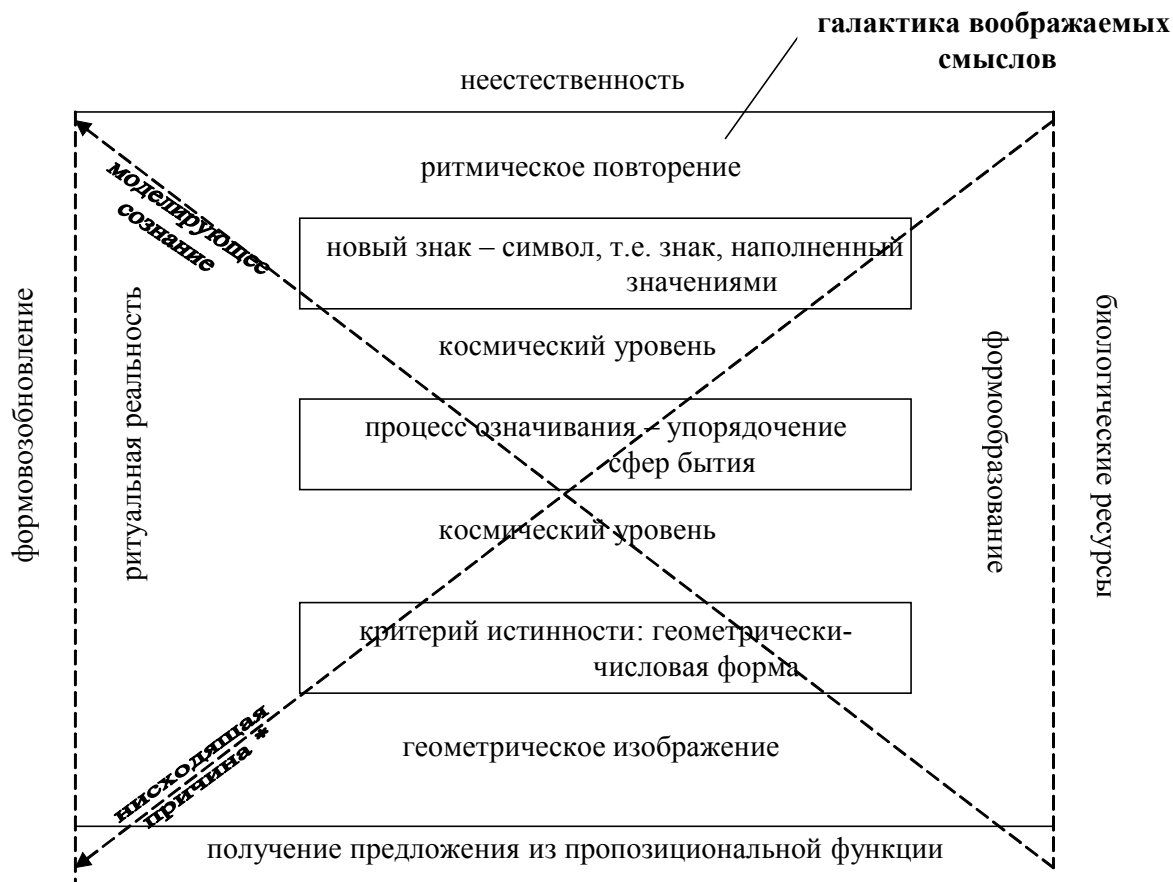 галактика воображаемых
смыслов
неестественность
ритмическое повторение
моделирующее
сознание
новый знак – символ, т.е. знак, наполненный
значениями
космический уровень
формовозобновление
ритуальная реальность
процесс означивания – упорядочение
сфер бытия
формообразование
биологические ресурсы
космический уровень
критерий истинности: геометрически-
числовая форма
нисходящая
причина *
геометрическое изображение
получение предложения из пропозициональной функции